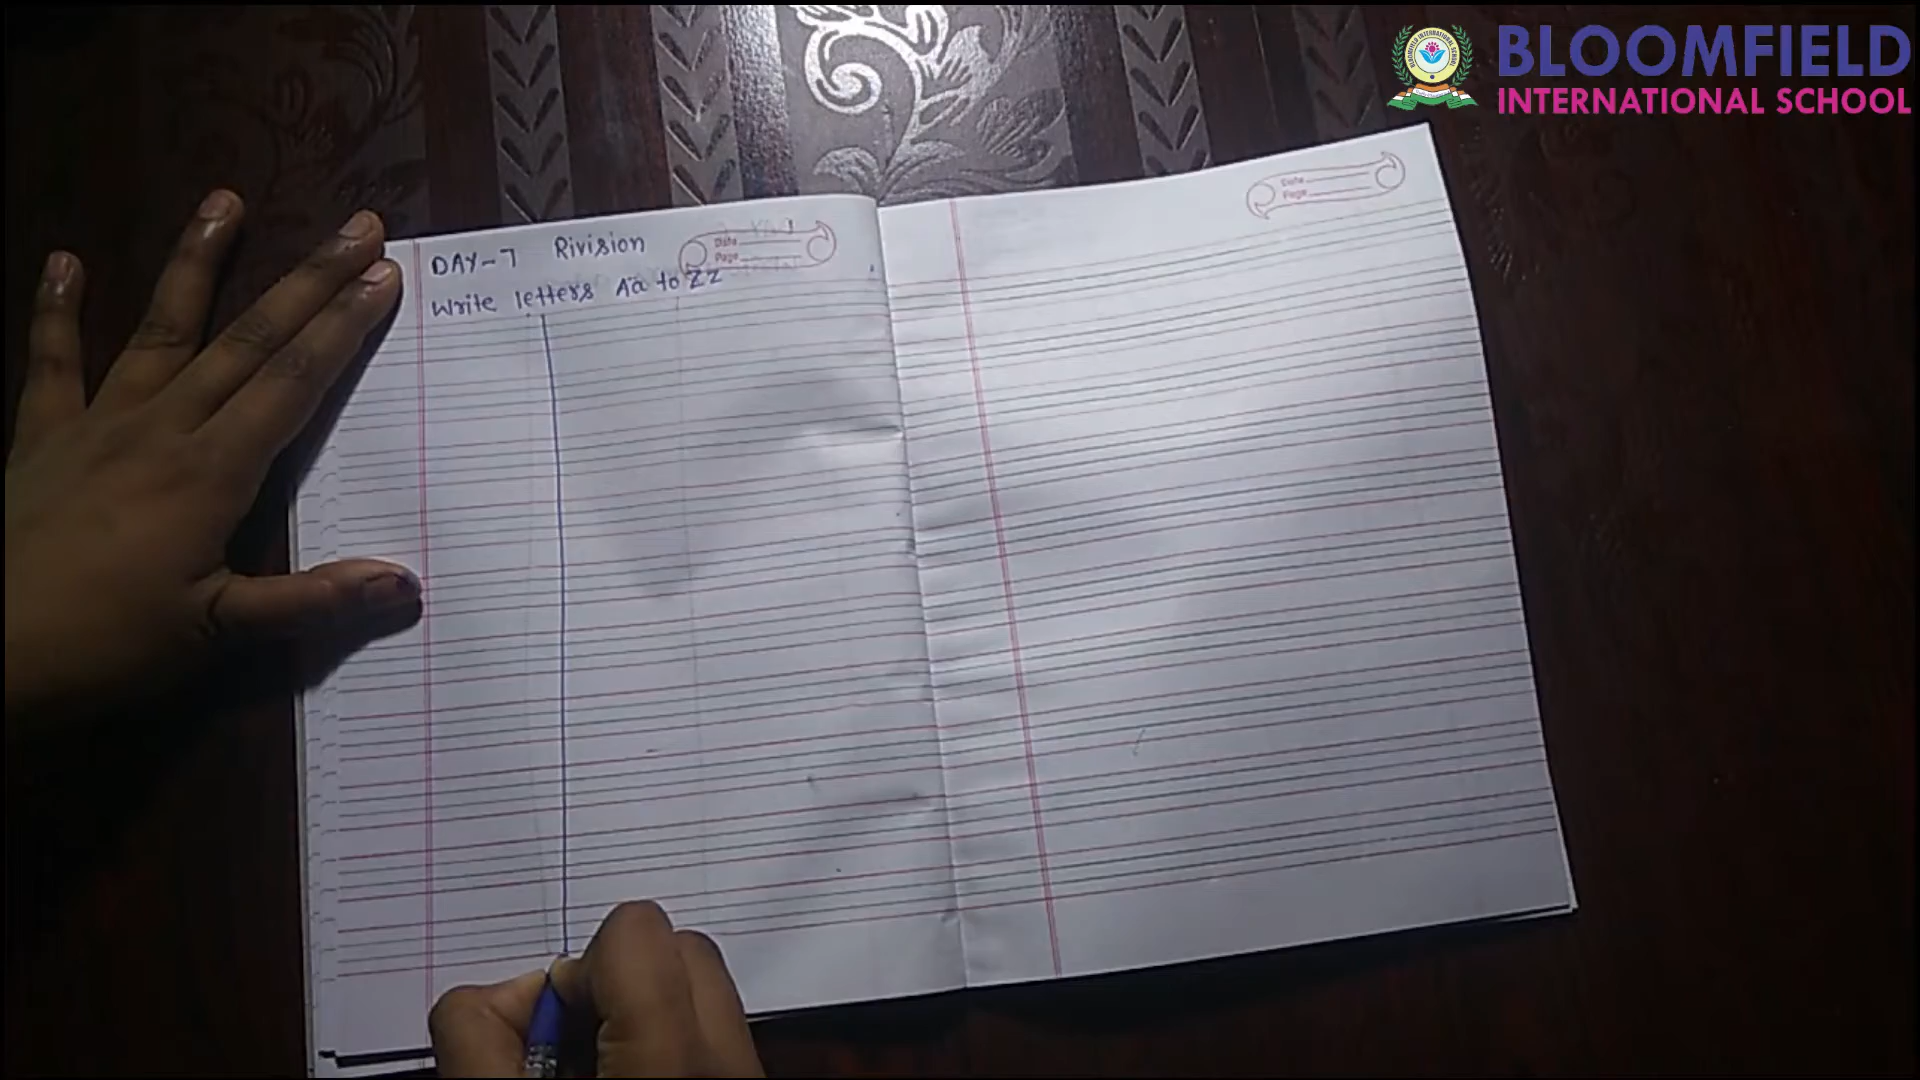 BLOOMFIELD
INTERNATIONAL SCHOOL
DAY-7 Rivision
Date
Page
Write letters Aa to Zz
Date
Page